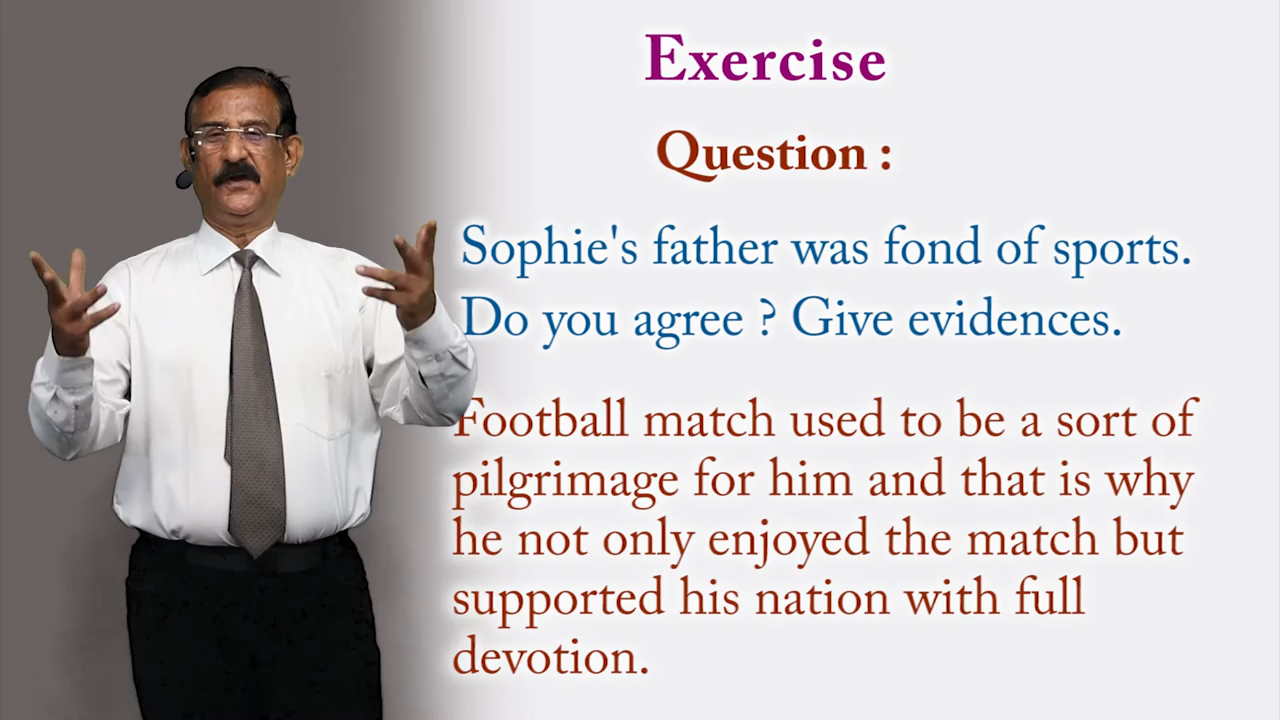 Exercise
Question :
Sophie's father was fond of sports.
Do you agree ? Give evidences.
Football match used to be a sort of
pilgrimage for him and that is why
he not only enjoyed the match but
supported his nation with full
devotion.